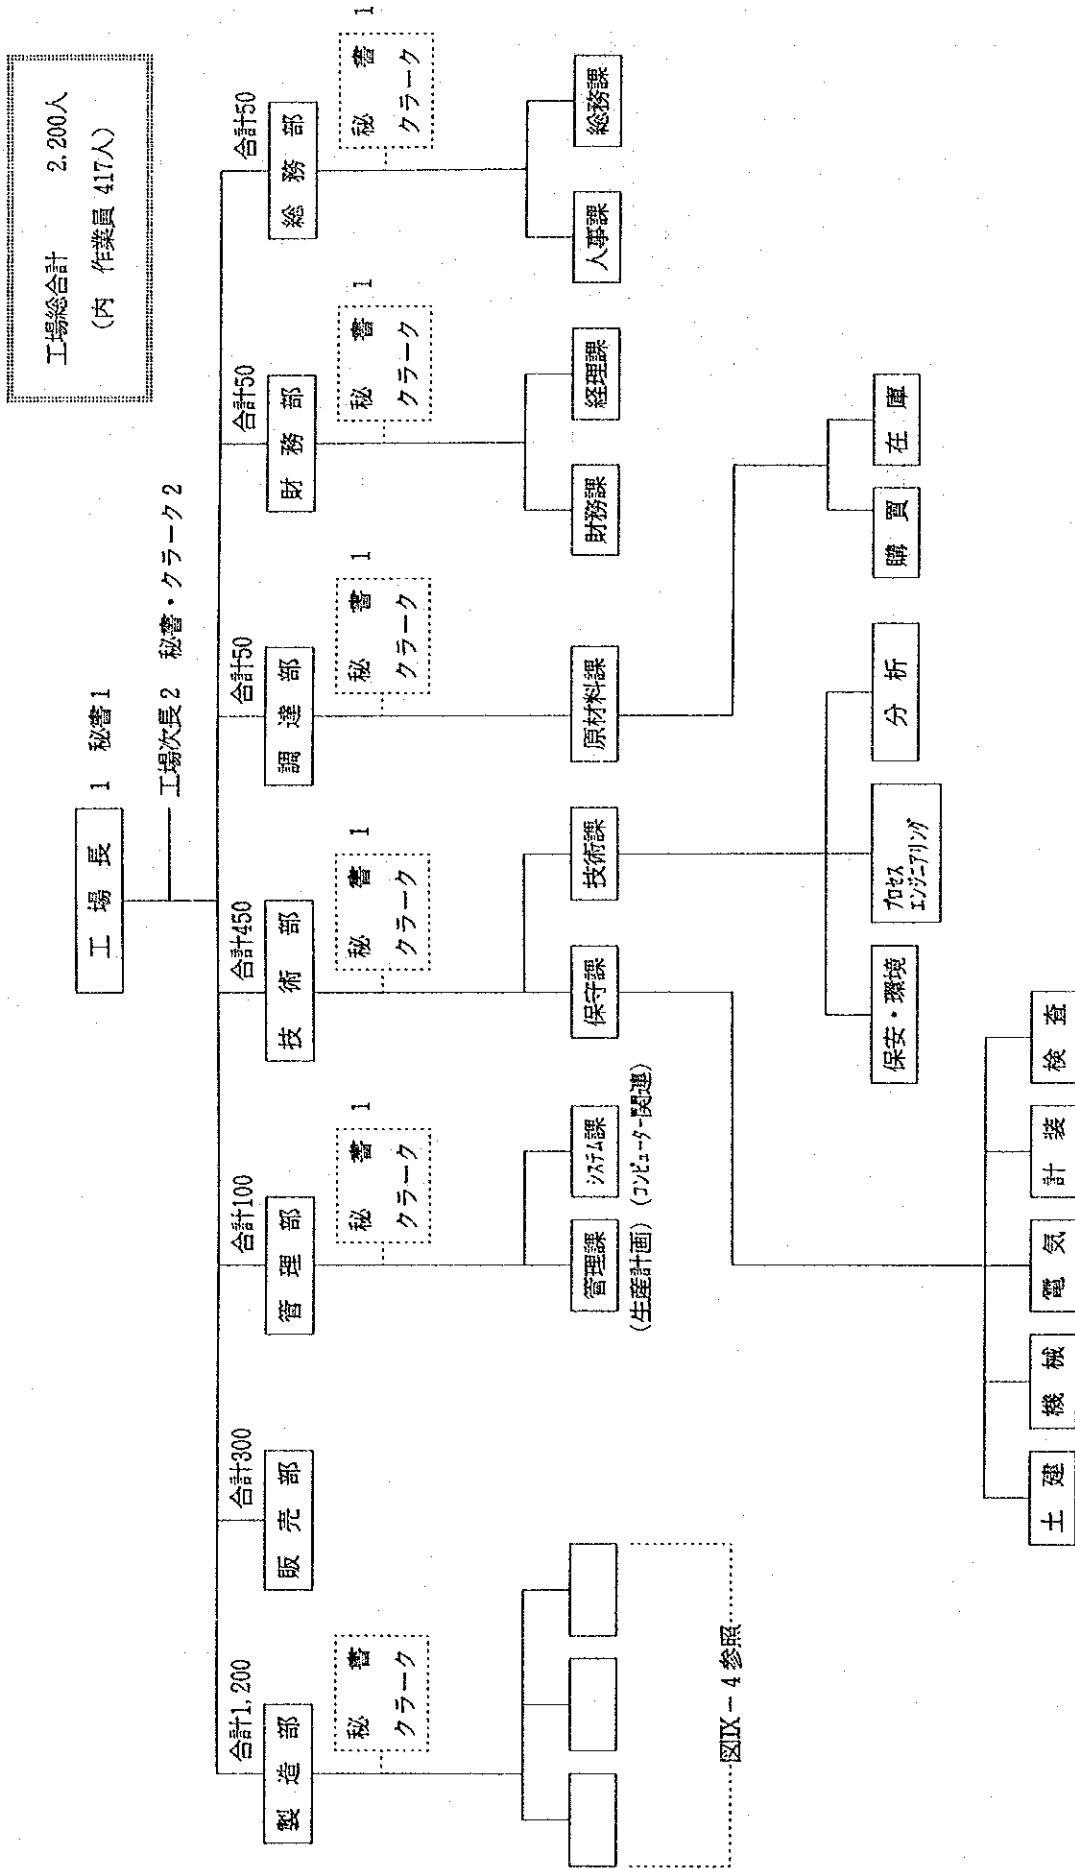 工場総合計 2,200人
(内 作業員 417人)
工場長 1 秘書1
工場次長2 秘書・クラーク2
合計1,200
合計300
合計100
合計450
合計50
合計50
合計50
製造部
販売部
管理部
技術部
調達部
財務部
総務部
秘書
クラーク
秘書 1
クラーク
秘書 1
クラーク
秘書 1
クラーク
秘書 1
クラーク
秘書 1
クラーク
管理課
(生産計画)
システム課
(コンピューター関連)
保守課
技術課
原材料課
財務課
経理課
人事課
総務課
図IX-4参照
保安・環境
プロセス
エンジニアリング
分析
購買
在庫
土建
機械
電気
計装
検査